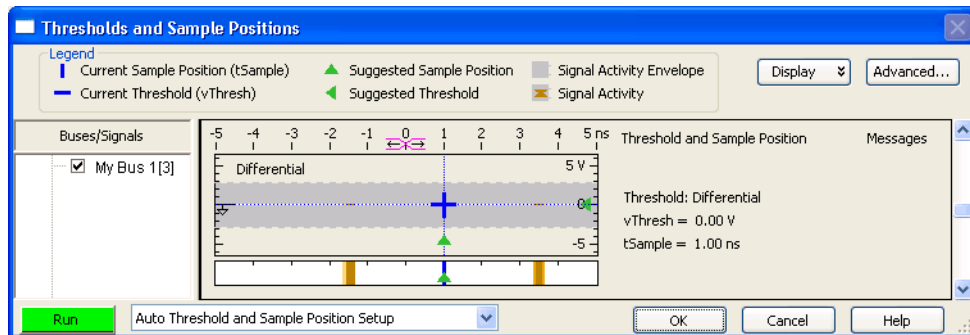 Thresholds and Sample Positions
Legend
Current Sample Position (tSample)
Suggested Sample Position
Signal Activity Envelope
Current Threshold (vThresh)
Suggested Threshold
Signal Activity
Display
Advanced...
Buses/Signals
-5 -4 -3 -2 -1 0 1 2 3 4 5 ns
Threshold and Sample Position
Messages
My Bus 1[3]
Differential
5 V
0
-5
Threshold: Differential
vThresh = 0.00 V
tSample = 1.00 ns
Run
Auto Threshold and Sample Position Setup
OK
Cancel
Help